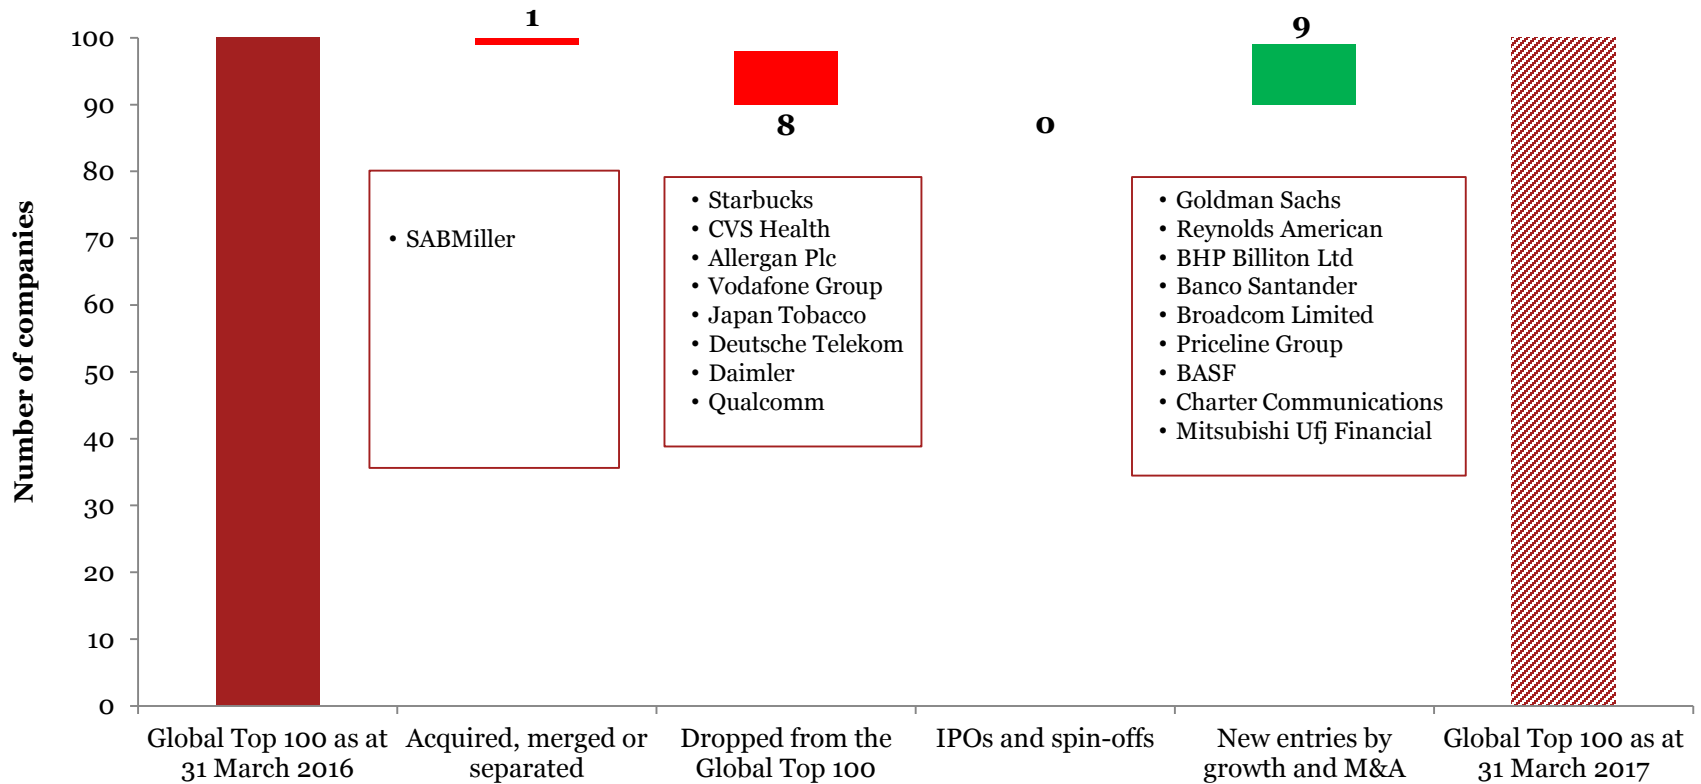 1
9
100
90
80
70
60
50
40
30
20
10
0
Number of companies
8
0
• SABMiller
• Starbucks
• CVS Health
• Allergan Plc
• Vodafone Group
• Japan Tobacco
• Deutsche Telekom
• Daimler
• Qualcomm
• Goldman Sachs
• Reynolds American
• BHP Billiton Ltd
• Banco Santander
• Broadcom Limited
• Priceline Group
• BASF
• Charter Communications
• Mitsubishi Ufj Financial
Global Top 100 as at
31 March 2016
Acquired, merged or
separated
Dropped from the
Global Top 100
IPOs and spin-offs
New entries by
growth and M&A
Global Top 100 as at
31 March 2017